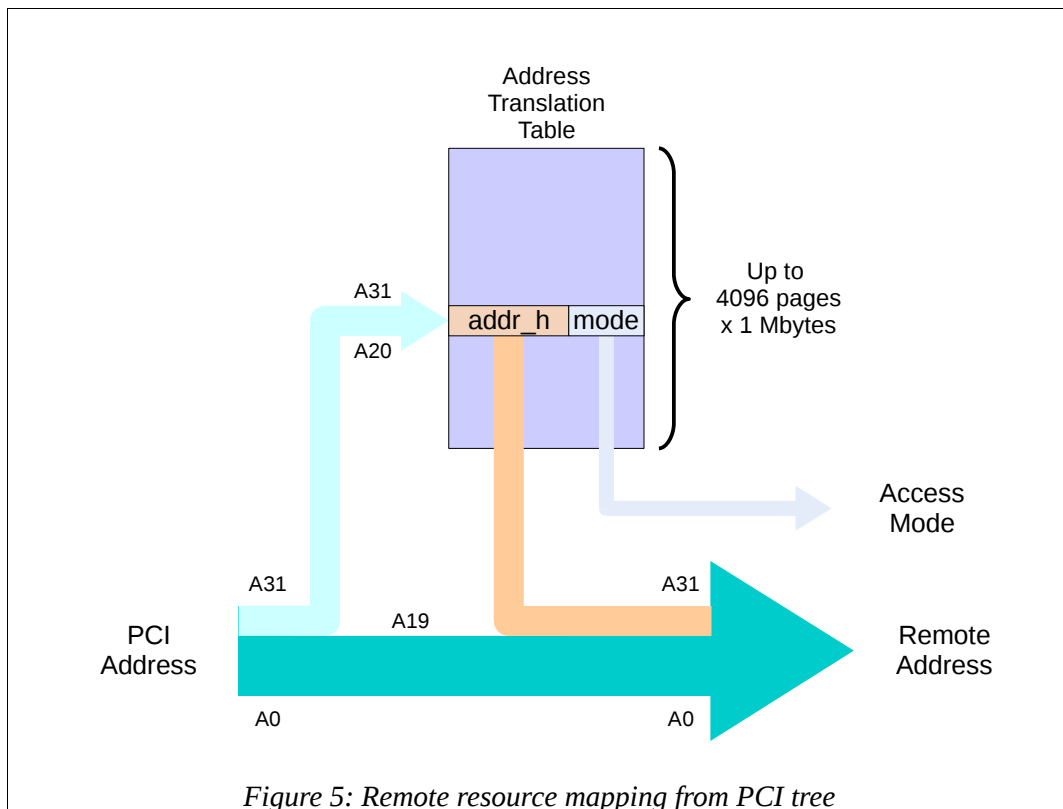 Address
Translation
Table
Up to
4096 pages
x 1 Mbytes
A31
addr_h mode
A20
Access
Mode
A31
A31
A19
PCI
Address
Remote
Address
A0
A0
Figure 5: Remote resource mapping from PCI tree